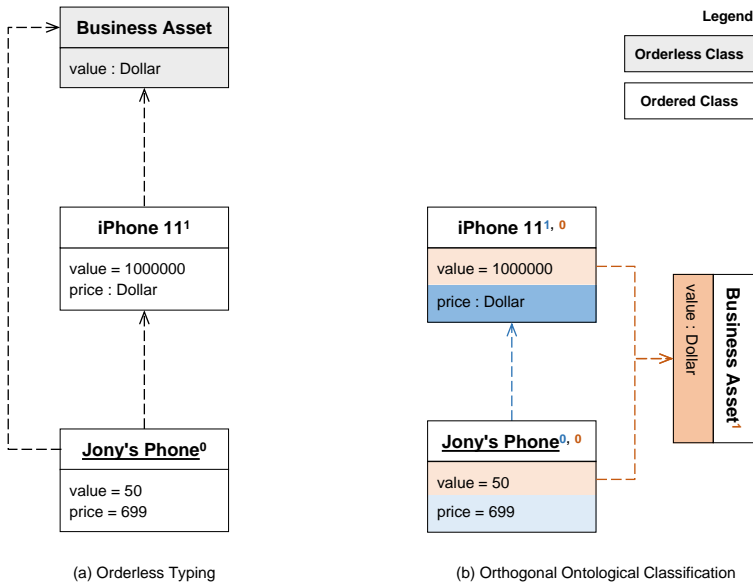 Business Asset
value : Dollar
iPhone 11¹
value = 1000000
price : Dollar
Jony's Phone⁰
value = 50
price = 699
(a) Orderless Typing
Legend
Orderless Class
Ordered Class
iPhone 11¹, ⁰
value = 1000000
price : Dollar
Business Asset¹
value : Dollar
Jony's Phone⁰, ⁰
value = 50
price = 699
(b) Orthogonal Ontological Classification